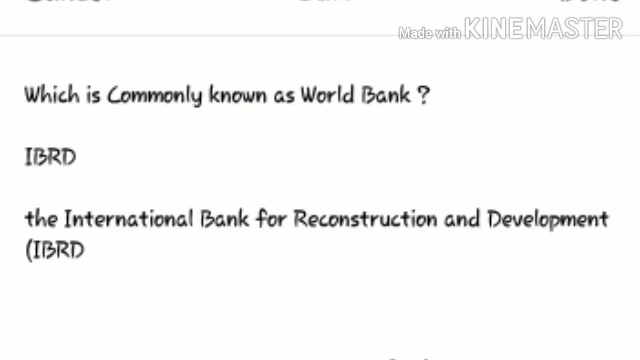 Made with KINEMASTER
Which is Commonly known as World Bank ?
IBRD
the International Bank for Reconstruction and Development
(IBRD